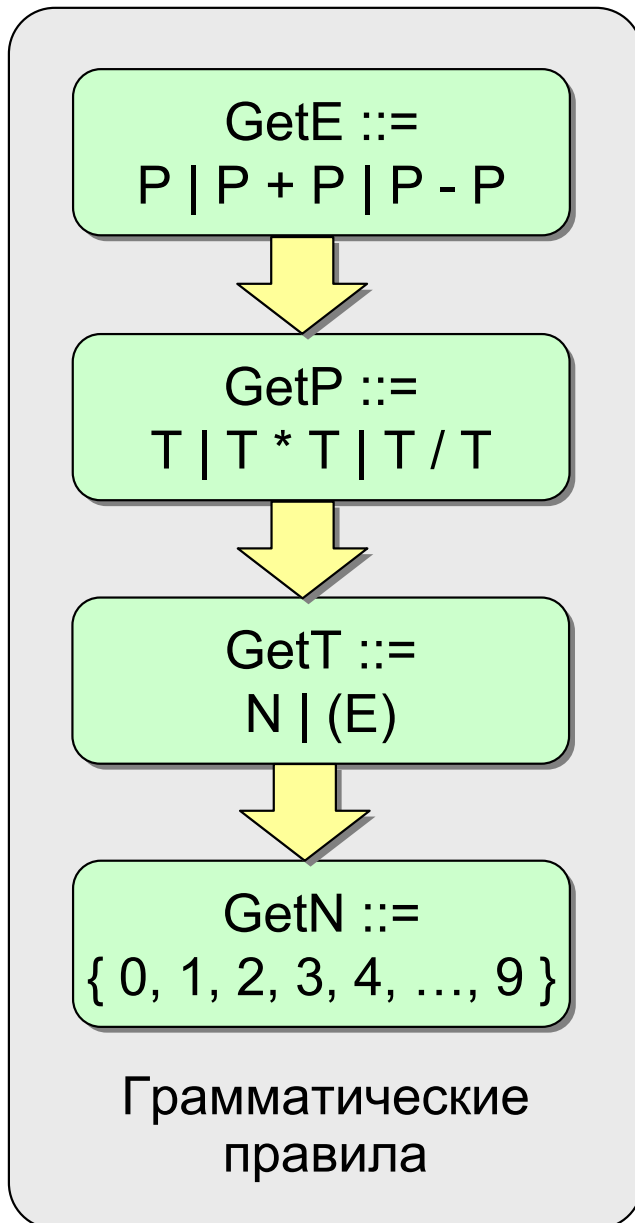 GetE ::=
P | P + P | P - P
GetP ::=
T | T * T | T / T
GetT ::=
N | (E)
GetN ::=
{ 0, 1, 2, 3, 4, …, 9 }
Грамматические
правила